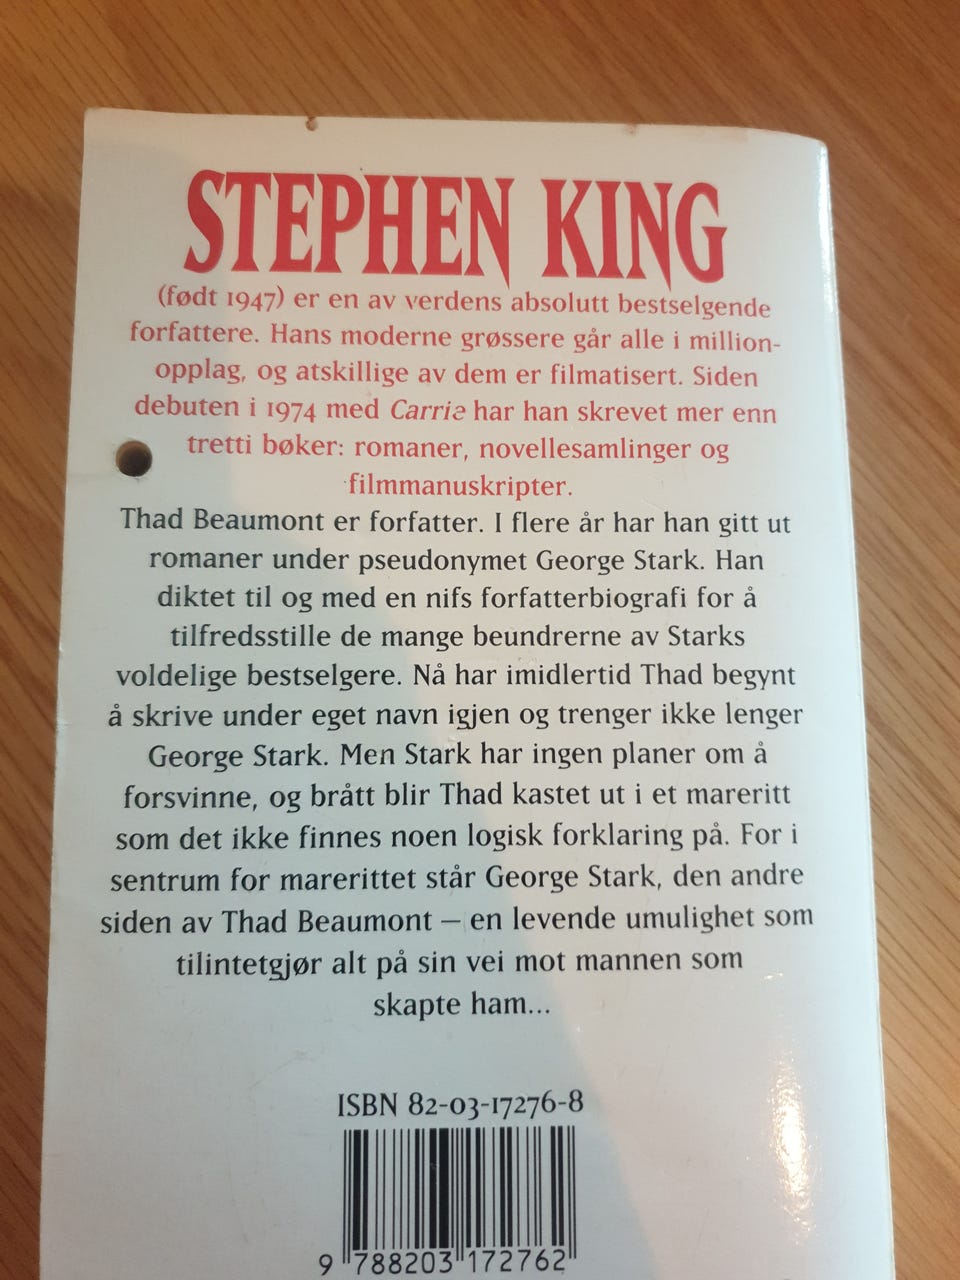 STEPHEN KING
(født 1947) er en av verdens absolutt bestselgende
forfattere. Hans moderne grøssere går alle i million-
opplag, og atskillige av dem er filmatisert. Siden
debuten i 1974 med Carrie har han skrevet mer enn
tretti bøker: romaner, novellesamlinger og
filmmanuskripter.
Thad Beaumont er forfatter. I flere år har han gitt ut
romaner under pseudonymet George Stark. Han
diktet til og med en nifs forfatterbiografi for å
tilfredsstille de mange beundrerne av Starks
voldelige bestselgere. Nå har imidlertid Thad begynt
å skrive under eget navn igjen og trenger ikke lenger
George Stark. Men Stark har ingen planer om å
forsvinne, og brått blir Thad kastet ut i et mareritt
som det ikke finnes noen logisk forklaring på. For i
sentrum for marerittet står George Stark, den andre
siden av Thad Beaumont – en levende umulighet som
tilintetgjør alt på sin vei mot mannen som
skapte ham...
ISBN 82-03-17276-8
9 788203 172762